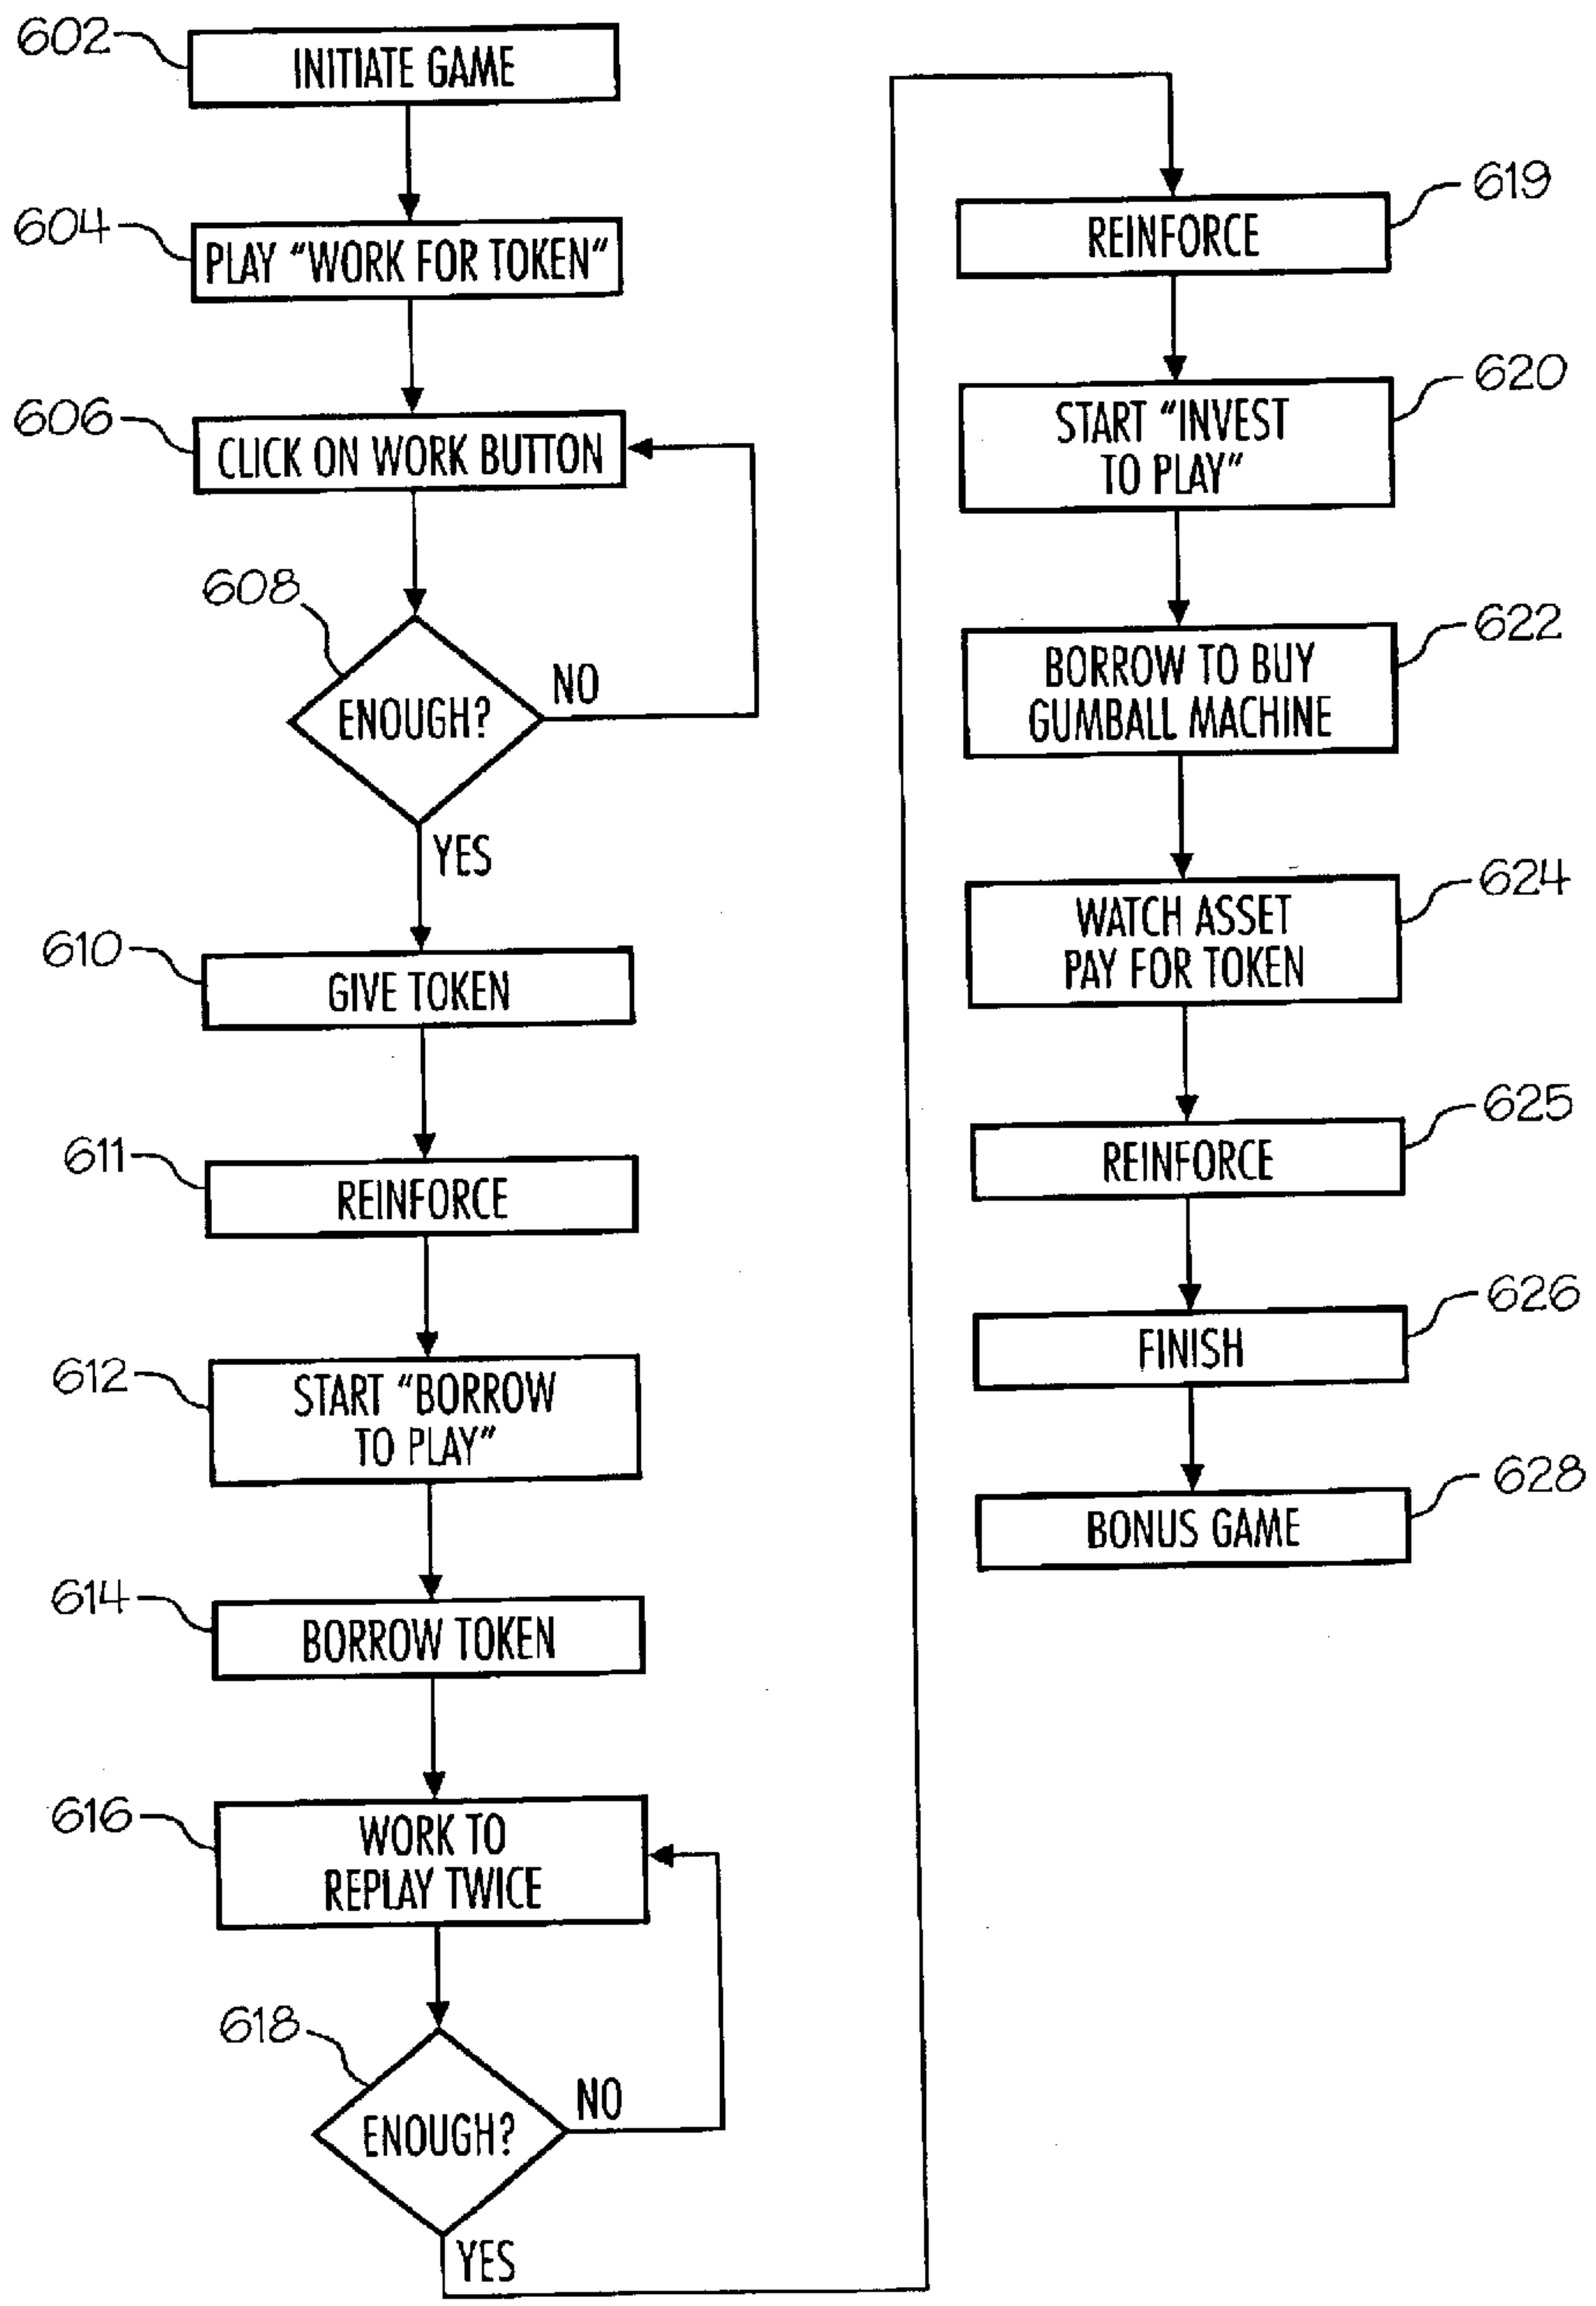 602
INITIATE GAME
604
PLAY “WORK FOR TOKEN“
606
CLICK ON WORK BUTTON
608
ENOUGH?
NO
YES
610
GIVE TOKEN
611
REINFORCE
612
START “BORROW
TO PLAY”
614
BORROW TOKEN
616
WORK TO
REPLAY TWICE
618
ENOUGH?
NO
YES
619
REINFORCE
620
START “INVEST
TO PLAY”
622
BORROW TO BUY
GUMBALL MACHINE
624
WATCH ASSET
PAY FOR TOKEN
625
REINFORCE
626
FINISH
628
BONUS GAME